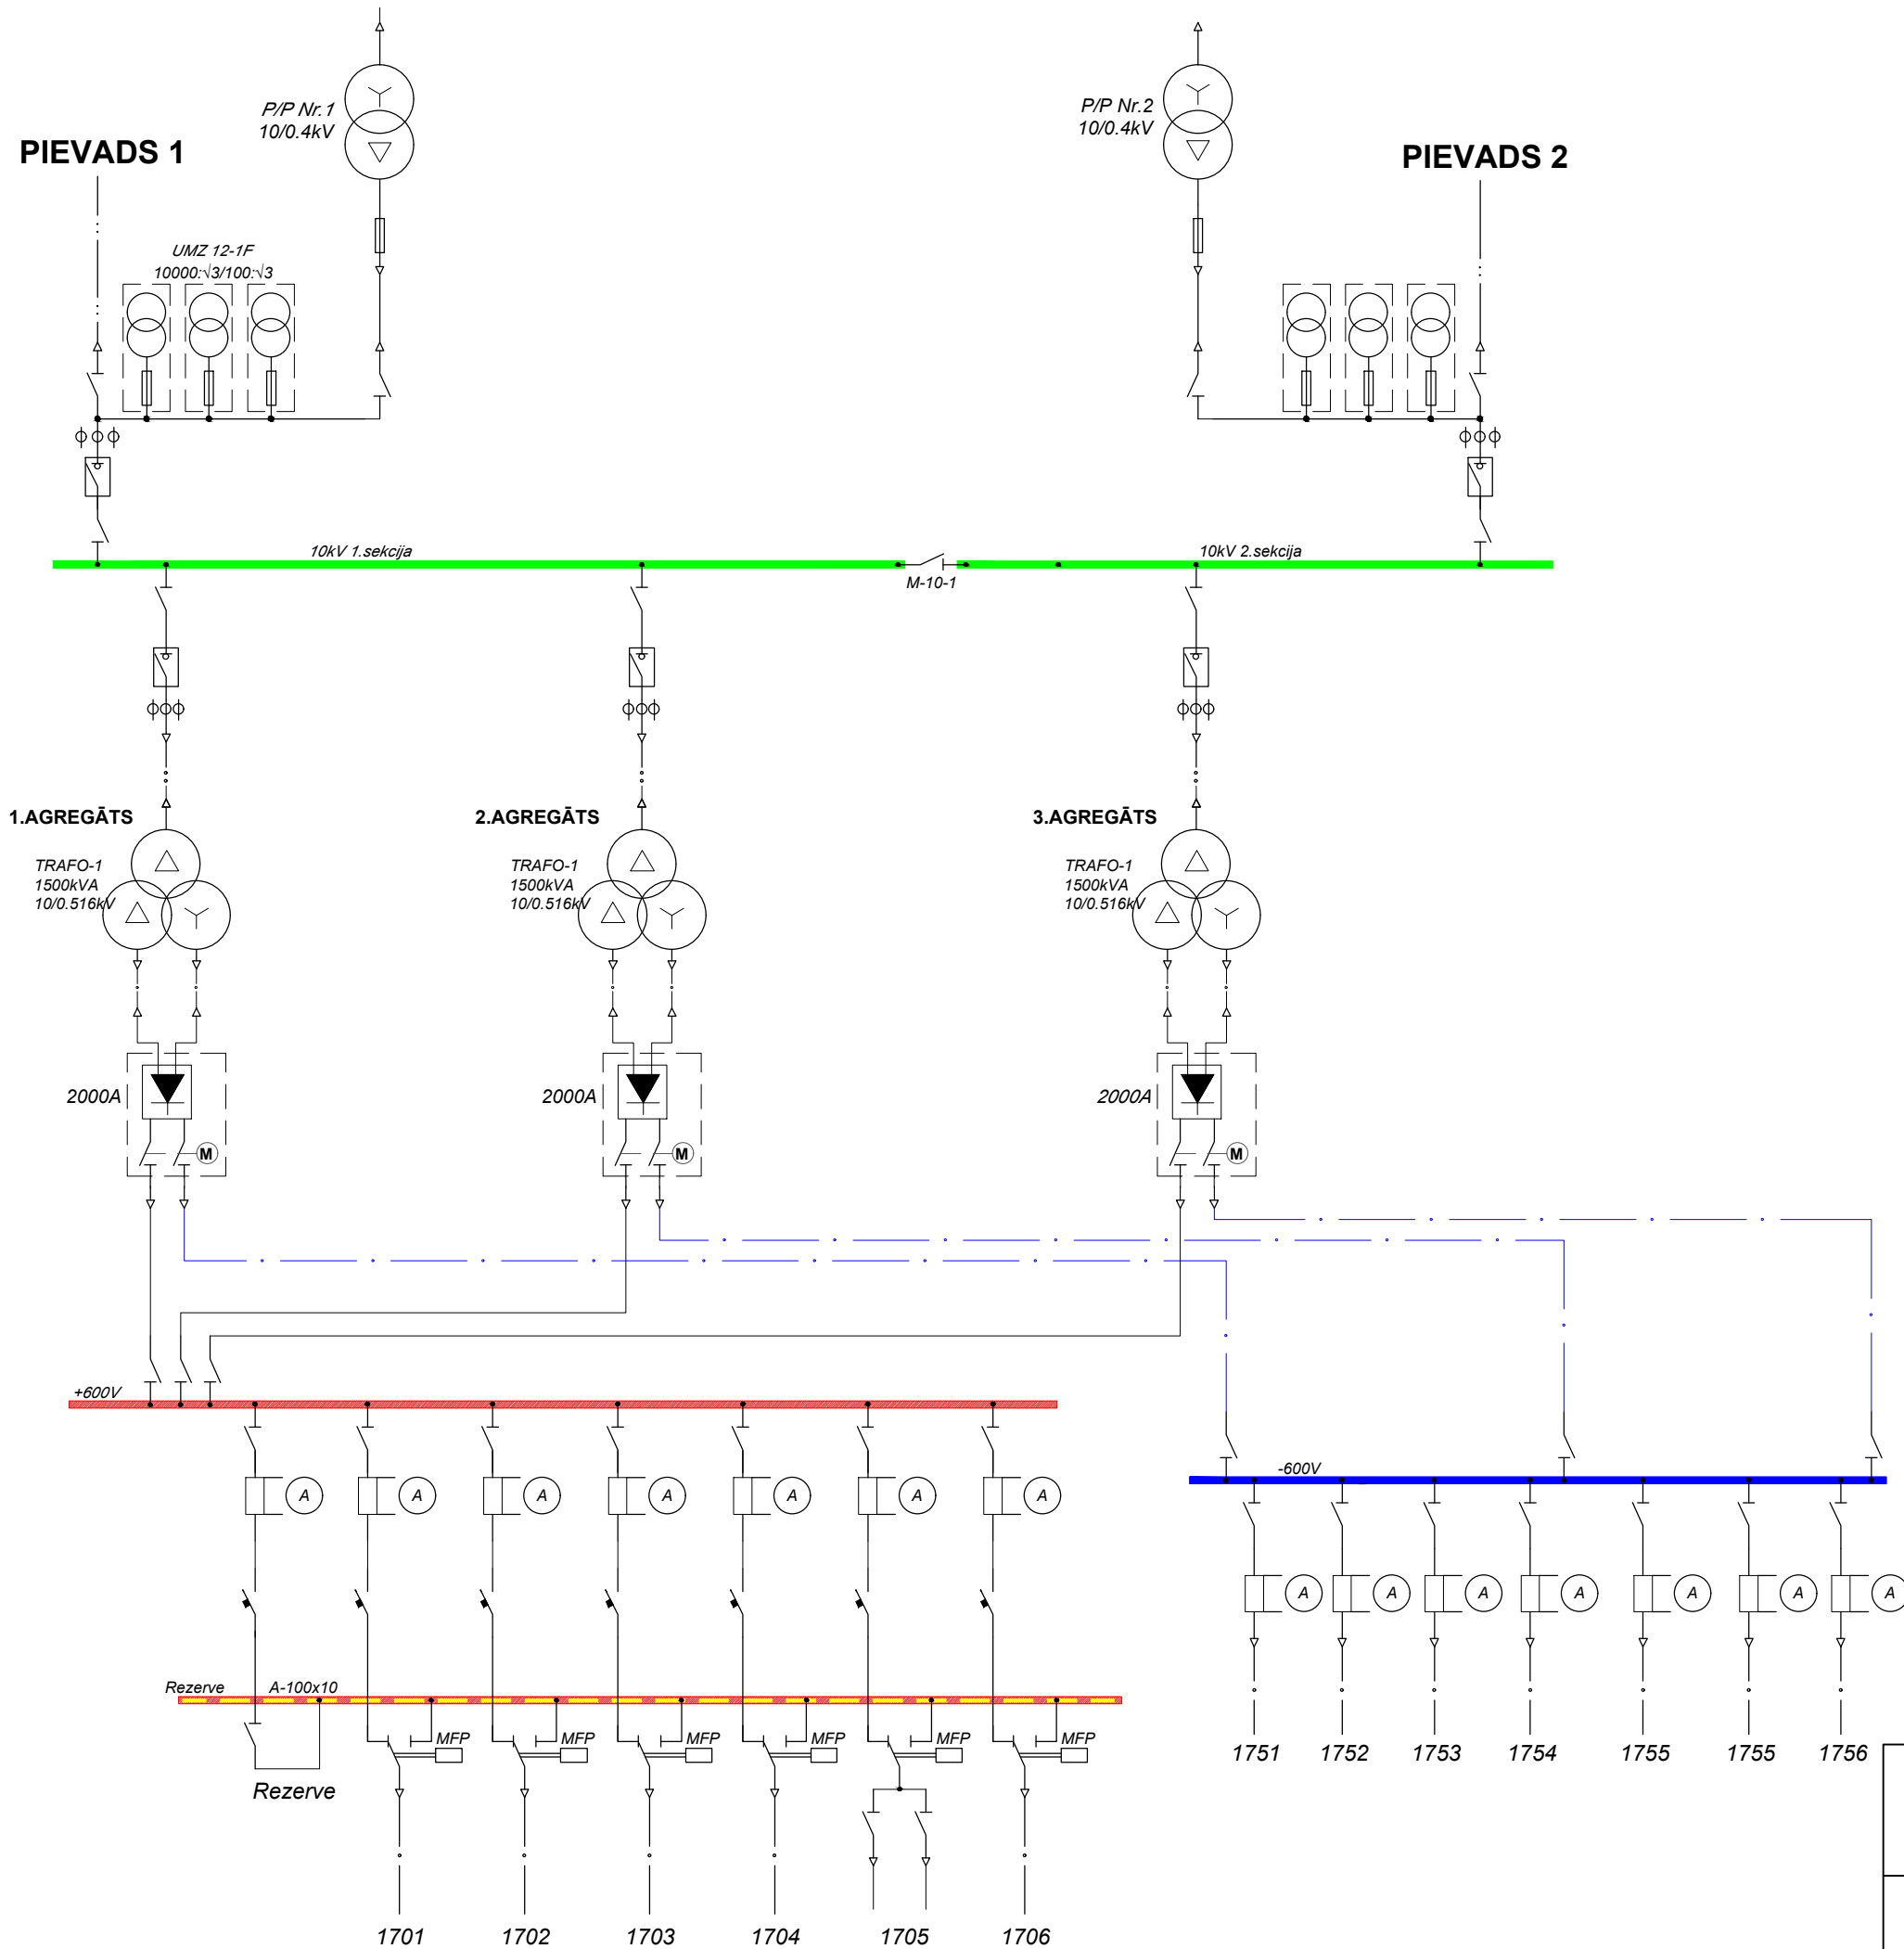 P/P Nr.1
10/0.4kV
P/P Nr.2
10/0.4kV
PIEVADS 1
PIEVADS 2
UMZ 12-1F
10000:√3/100:√3
10kV 1.sekcija
10kV 2.sekcija
M-10-1
1.AGREGĀTS
2.AGREGĀTS
3.AGREGĀTS
TRAFO-1
1500kVA
10/0.516kV
TRAFO-1
1500kVA
10/0.516kV
TRAFO-1
1500kVA
10/0.516kV
2000A
M
2000A
M
2000A
M
+600V
-600V
A
A
A
A
A
A
A
A
A
A
A
A
A
A
Rezerve
A-100x10
MFP
MFP
MFP
MFP
MFP
MFP
Rezerve
1751
1752
1753
1754
1755
1755
1756
1701
1702
1703
1704
1705
1706